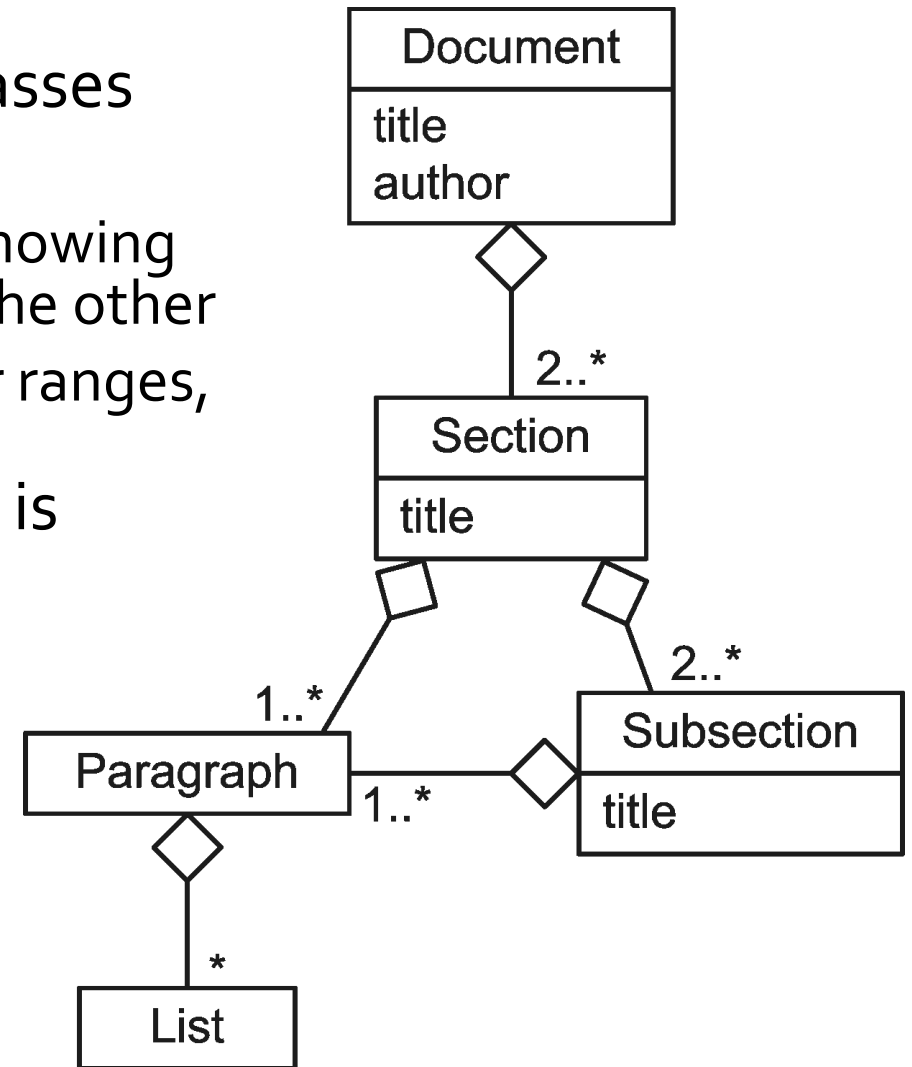 asses
nowing
he other
r ranges,
is
Document
title
author
2..*
Section
title
1..*
2..*
Paragraph
1..*
Subsection
title
*
List